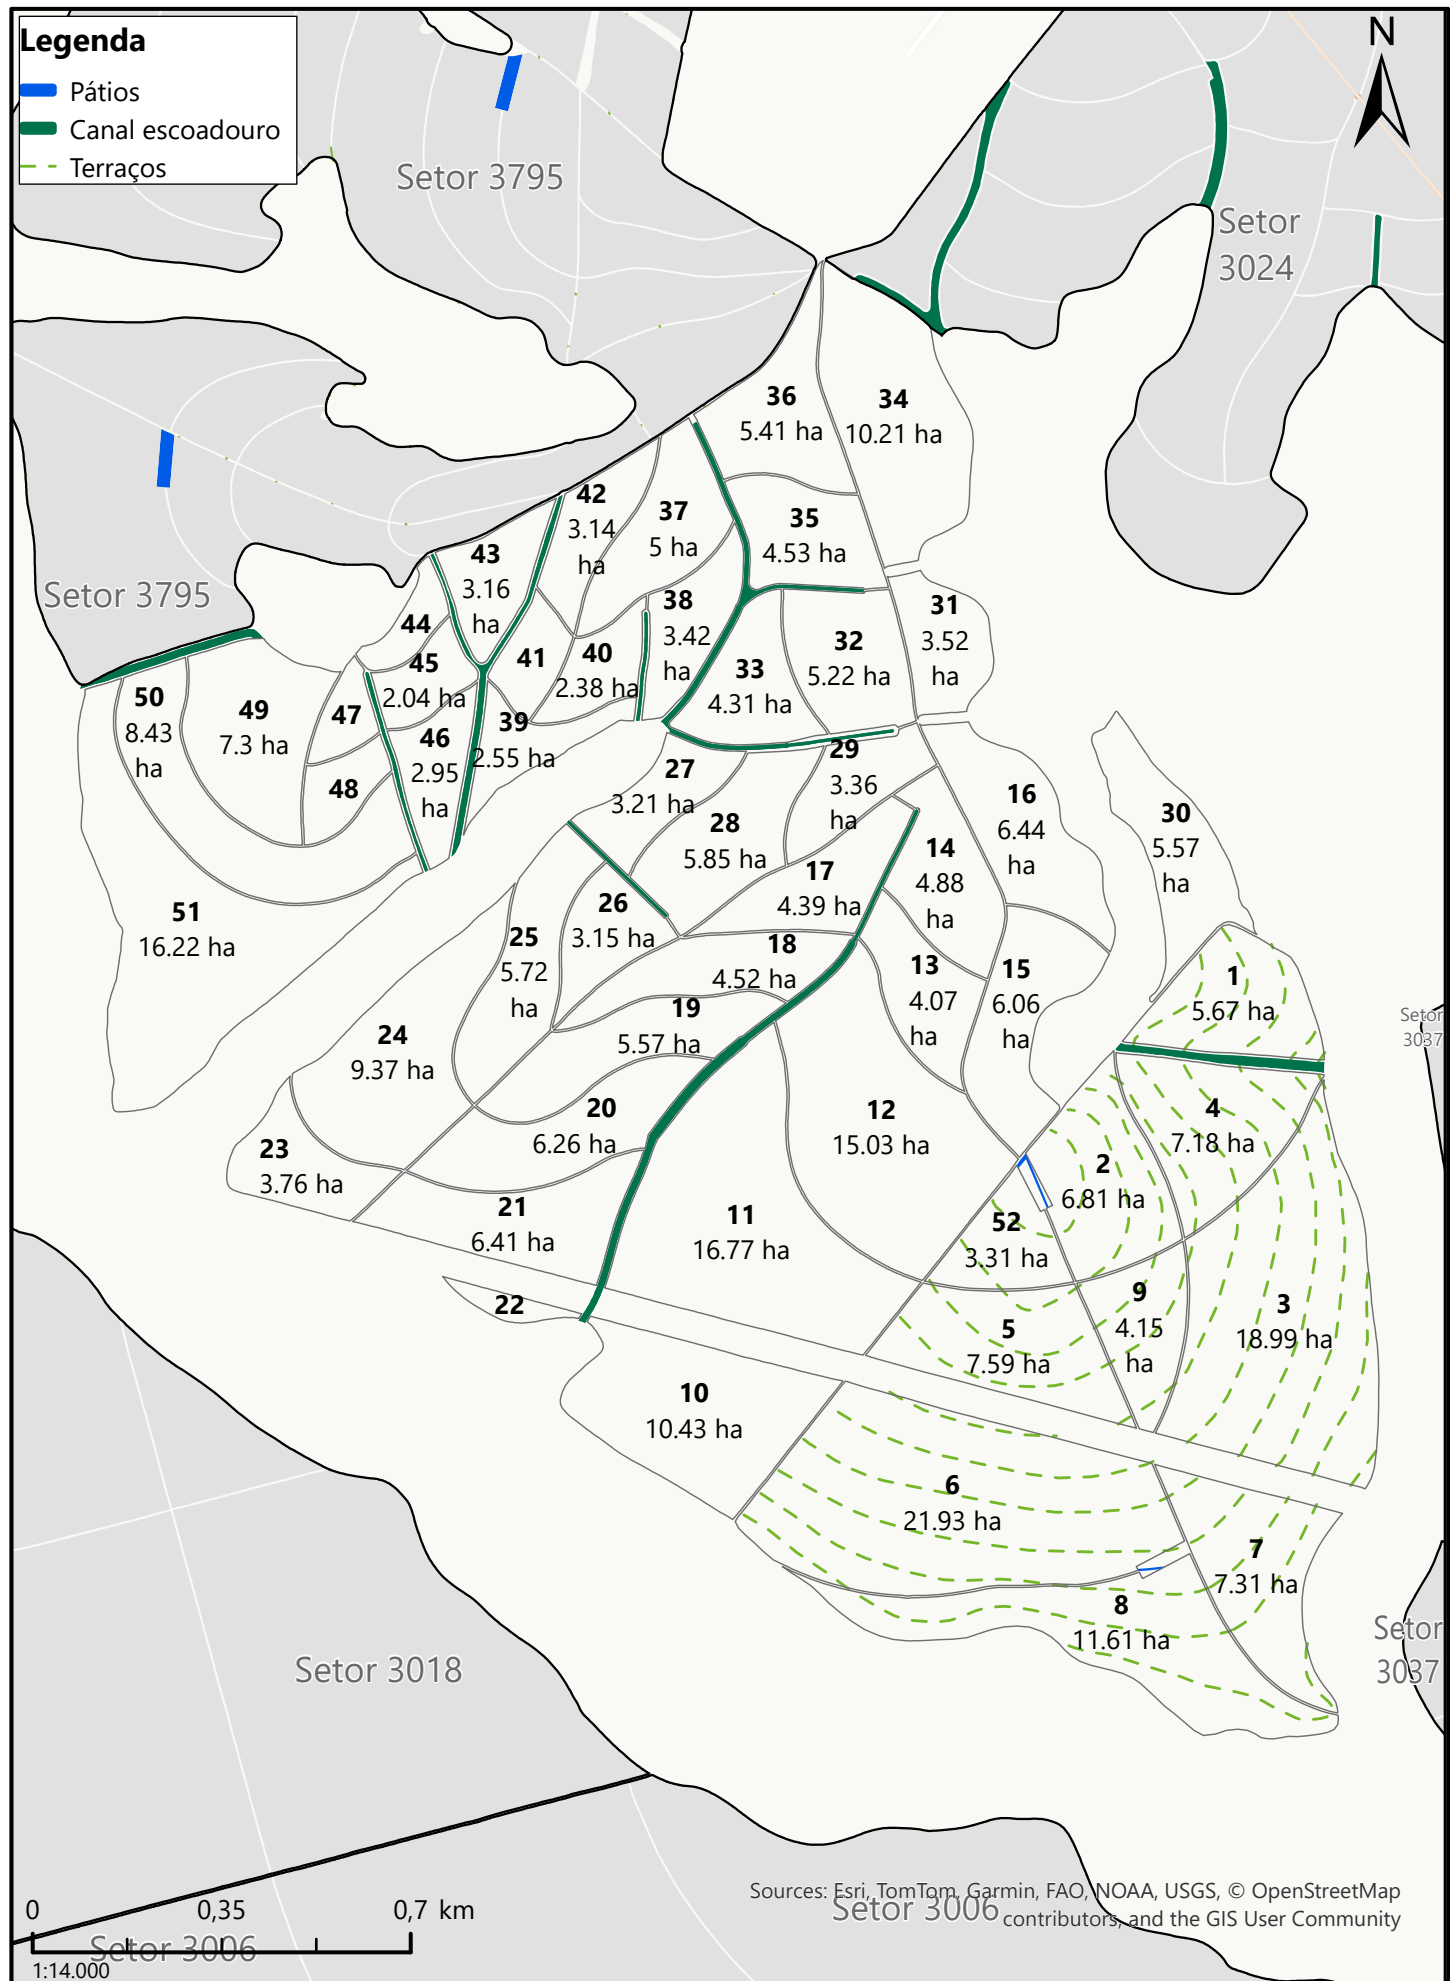 Legenda
Pátios
Canal escoadouro
Terraços
N
Setor 3795
Setor
3024
36
5.41 ha
34
10.21 ha
42
3.14
ha
37
5 ha
35
4.53 ha
43
3.16
ha
Setor 3795
44
38
3.42
ha
31
3.52
ha
45
2.04 ha
41
40
2.38 ha
32
5.22 ha
33
4.31 ha
50
8.43
ha
49
7.3 ha
47
46
2.95
ha
39
2.55 ha
48
27
3.21 ha
29
3.36
ha
28
5.85 ha
16
6.44
ha
30
5.57
ha
14
4.88
ha
17
4.39 ha
51
16.22 ha
26
3.15 ha
25
5.72
ha
18
4.52 ha
13
4.07
ha
15
6.06
ha
1
5.67 ha
Setor
3037
19
5.57 ha
24
9.37 ha
20
6.26 ha
12
15.03 ha
4
7.18 ha
23
3.76 ha
2
6.81 ha
21
6.41 ha
11
16.77 ha
52
3.31 ha
22
9
4.15
ha
3
18.99 ha
5
7.59 ha
10
10.43 ha
6
21.93 ha
7
7.31 ha
8
11.61 ha
Setor
3037
Setor 3018
Sources: Esri, TomTom, Garmin, FAO, NOAA, USGS, © OpenStreetMap
contributors, and the GIS User Community
Setor 3006
0 0,35 0,7 km
Setor 3006
1:14.000